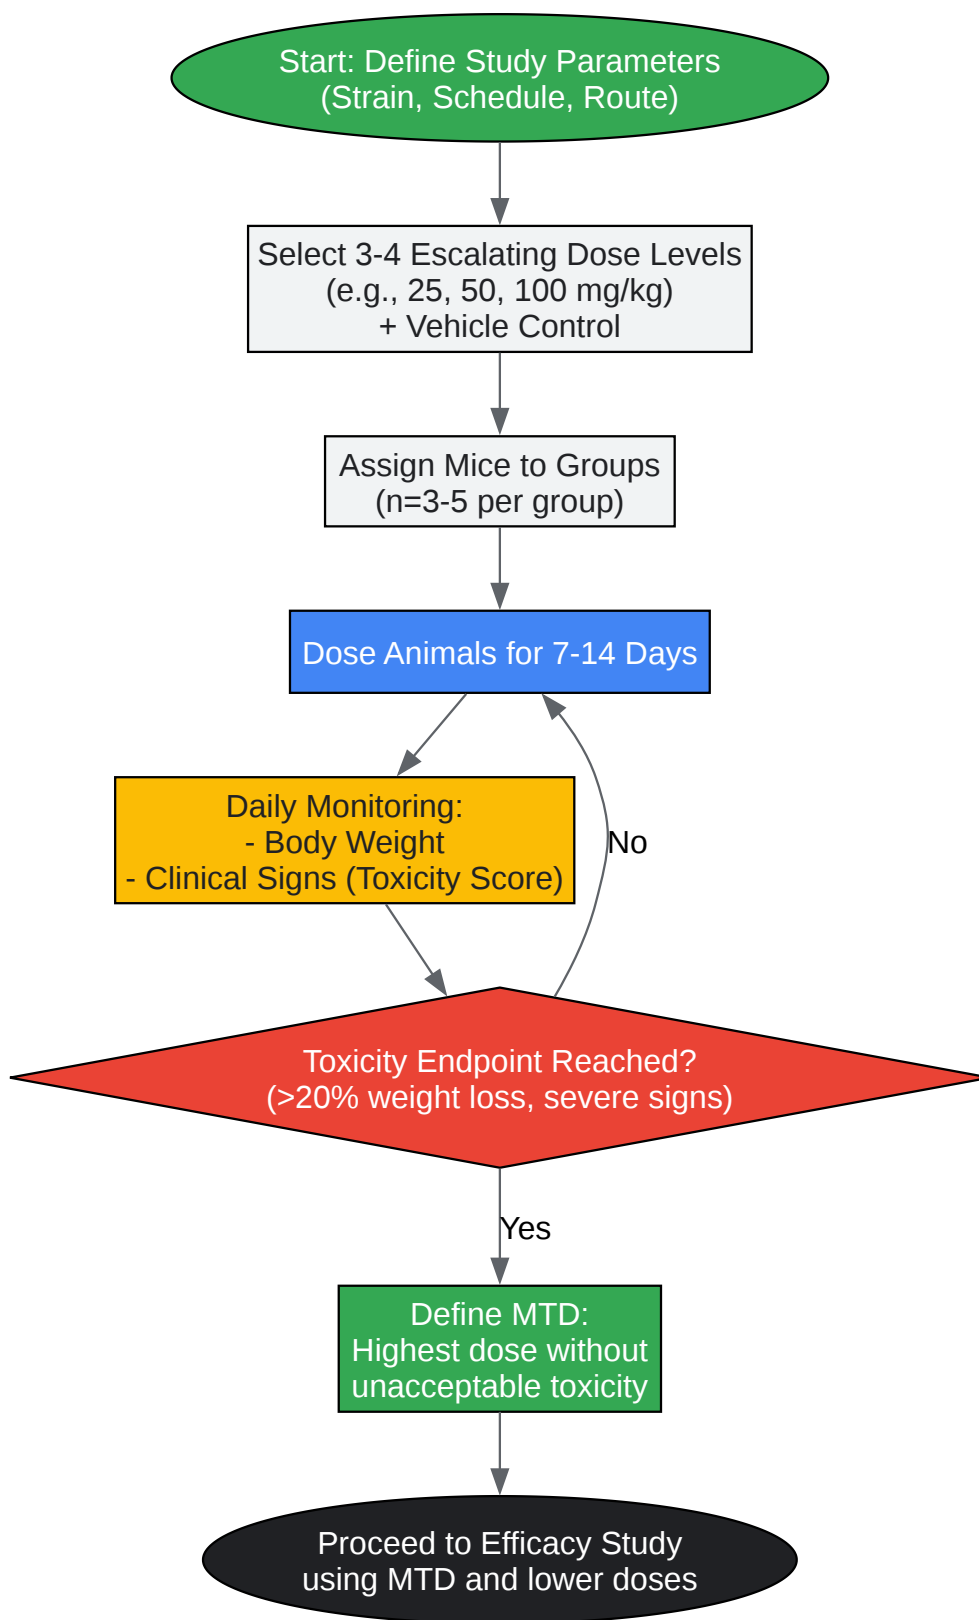 Start: Define Study Parameters
(Strain, Schedule, Route)
Select 3-4 Escalating Dose Levels
(e.g., 25, 50, 100 mg/kg)
+ Vehicle Control
Assign Mice to Groups
(n=3-5 per group)
Dose Animals for 7-14 Days
Daily Monitoring:
- Body Weight
- Clinical Signs (Toxicity Score)
No
Toxicity Endpoint Reached?
(>20% weight loss, severe signs)
Yes
Define MTD:
Highest dose without
unacceptable toxicity
Proceed to Efficacy Study
using MTD and lower doses